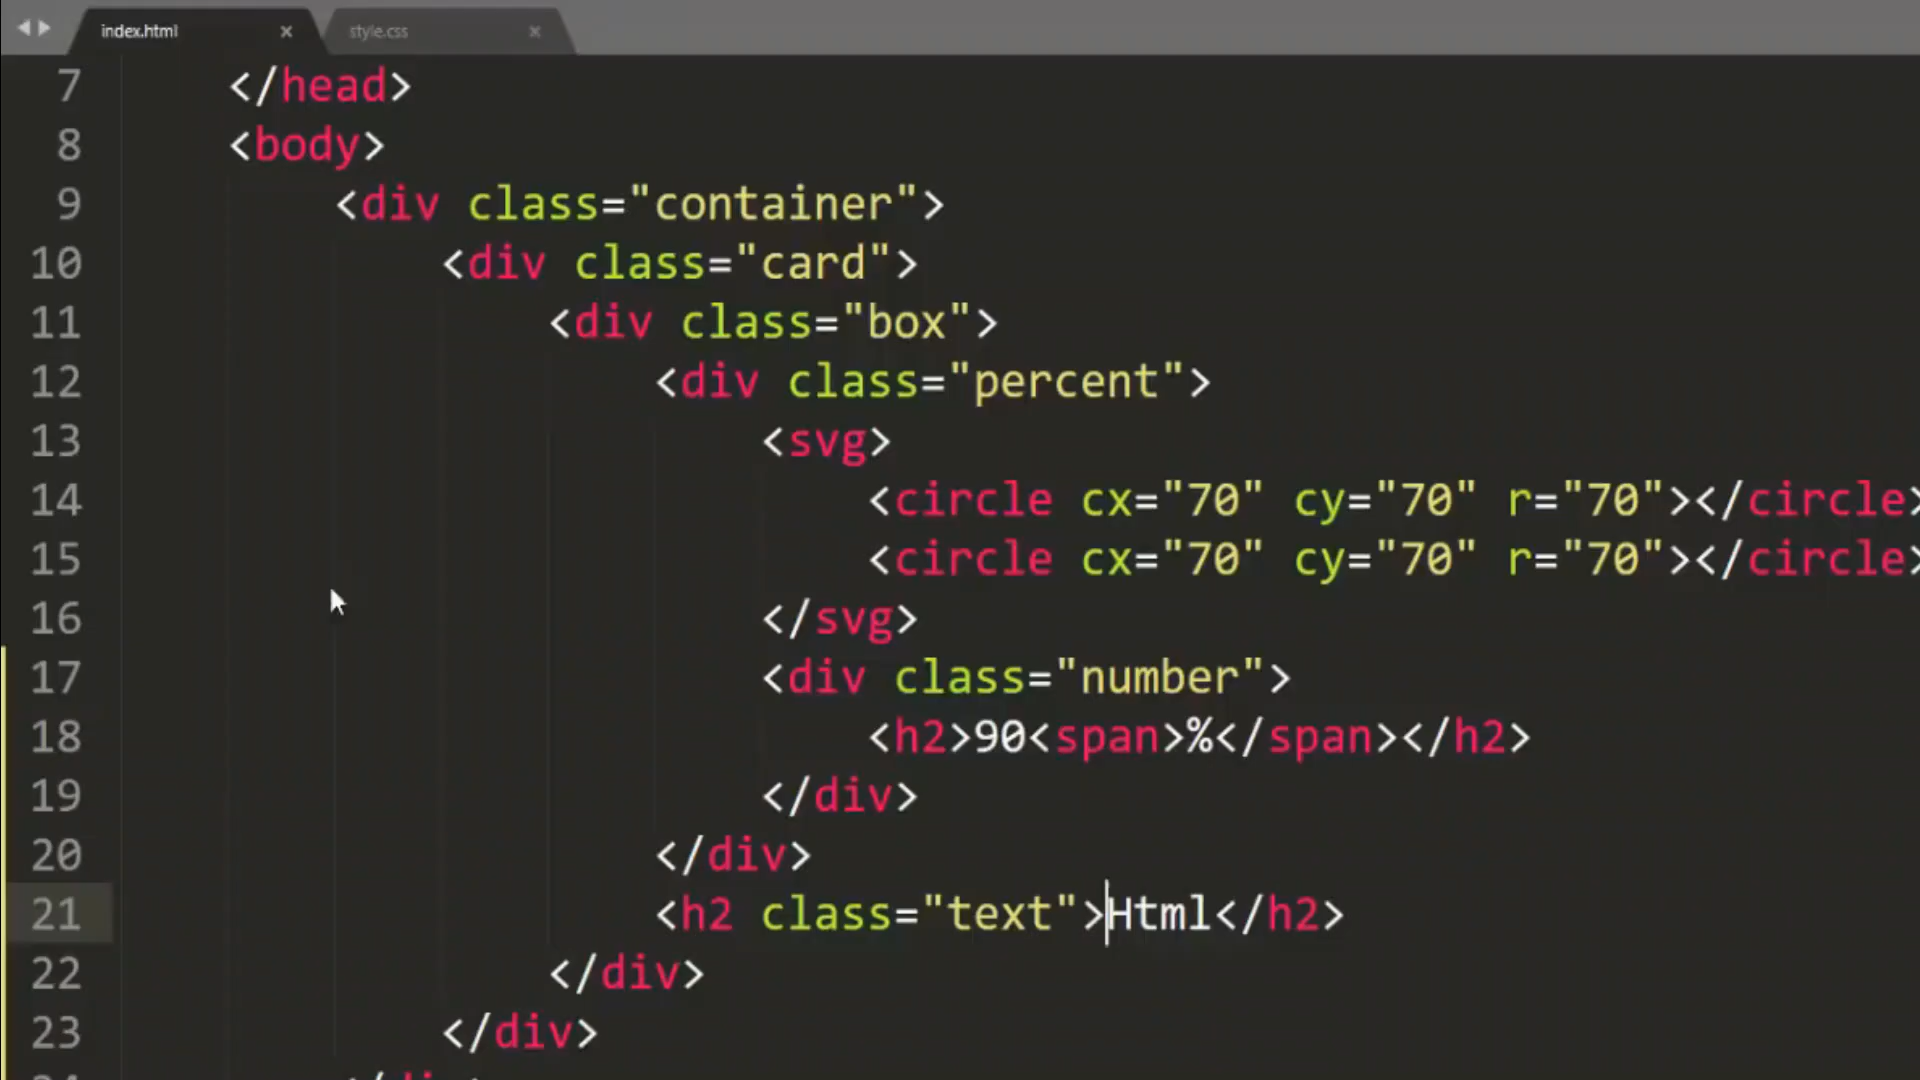 index.html × style.css ×
7 </head>
8 <body>
9 <div class="container">
10 <div class="card">
11 <div class="box">
12 <div class="percent">
13 <svg>
14 <circle cx="70" cy="70" r="70"></circle>
15 <circle cx="70" cy="70" r="70"></circle>
16 </svg>
17 <div class="number">
18 <h2>90<span>%</span></h2>
19 </div>
20 </div>
21 <h2 class="text">Html</h2>
22 </div>
23 </div>